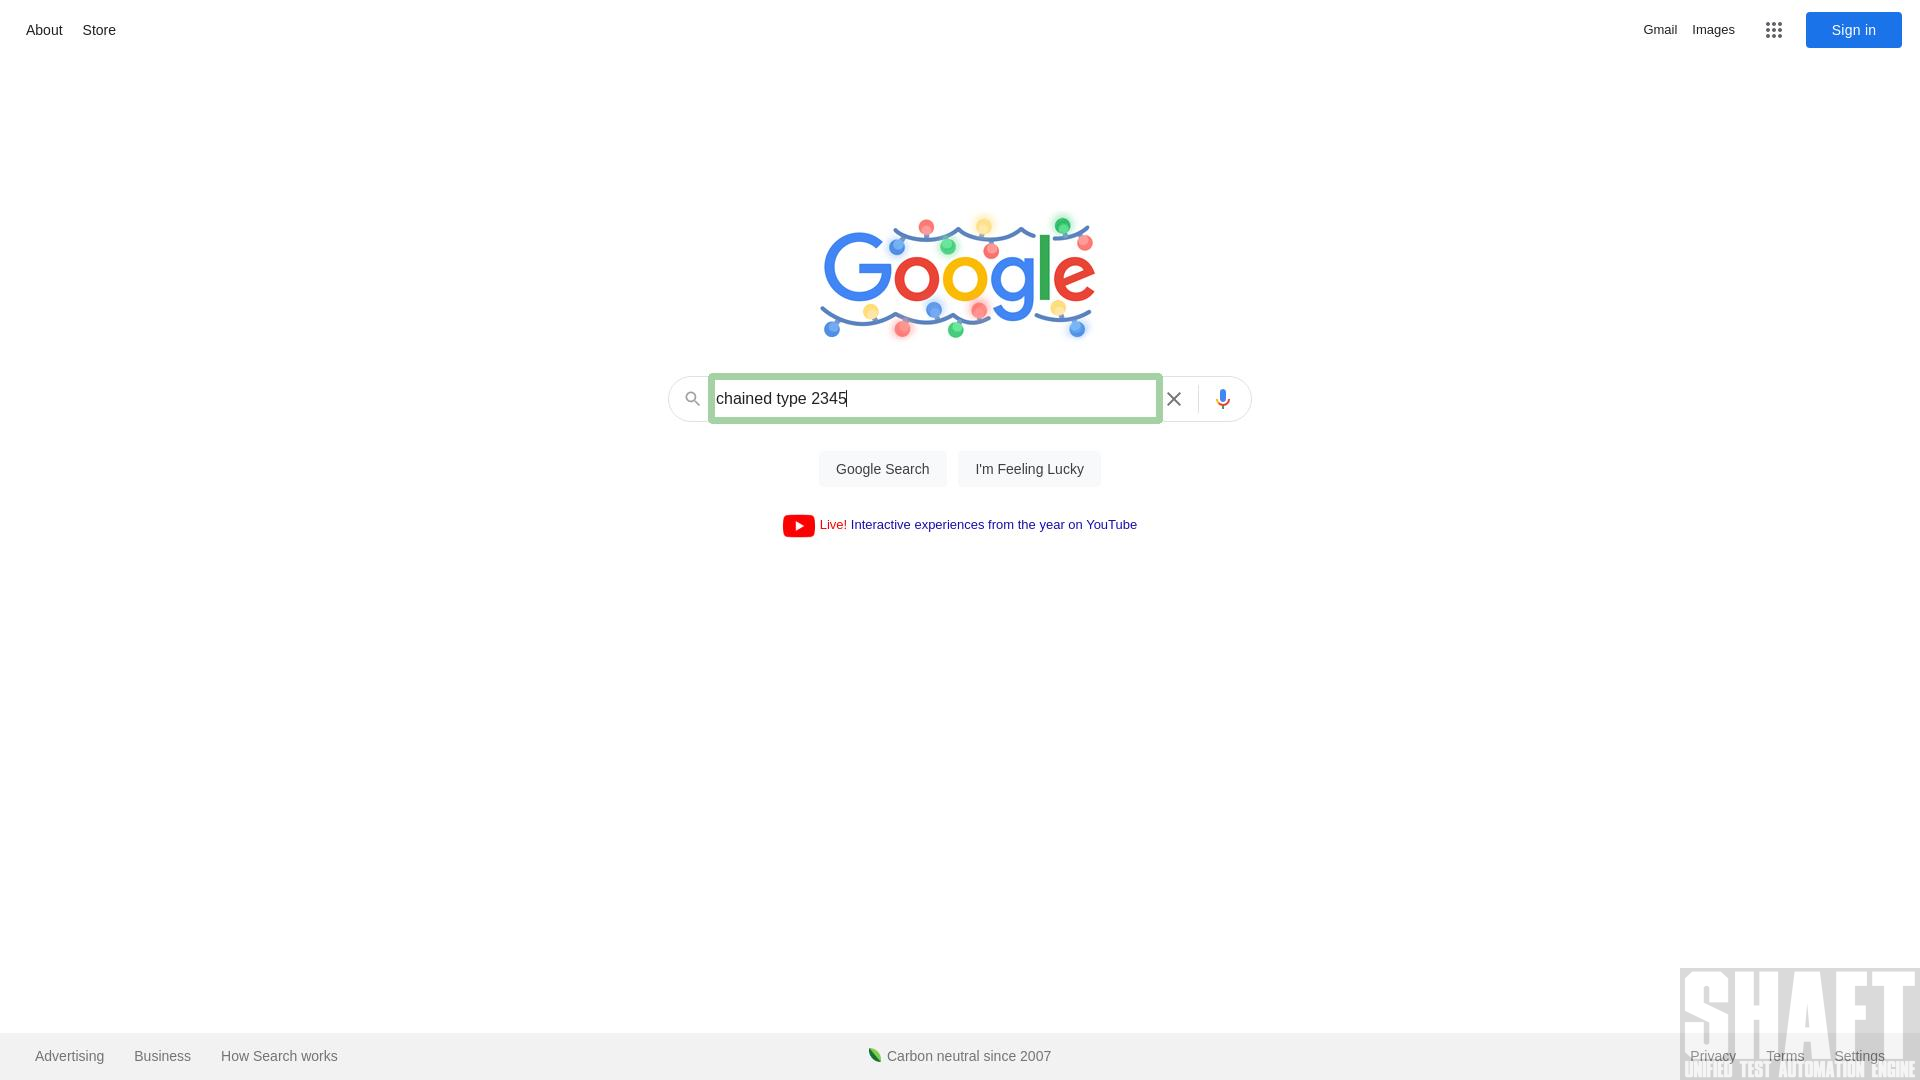 About Store Gmail Images Sign in
Google
chained type 2345
Google Search I'm Feeling Lucky
Live! Interactive experiences from the year on YouTube
SHAFT
Advertising Business How Search works Carbon neutral since 2007 Privacy Terms Settings
UNIFIED TEST AUTOMATION ENGINE